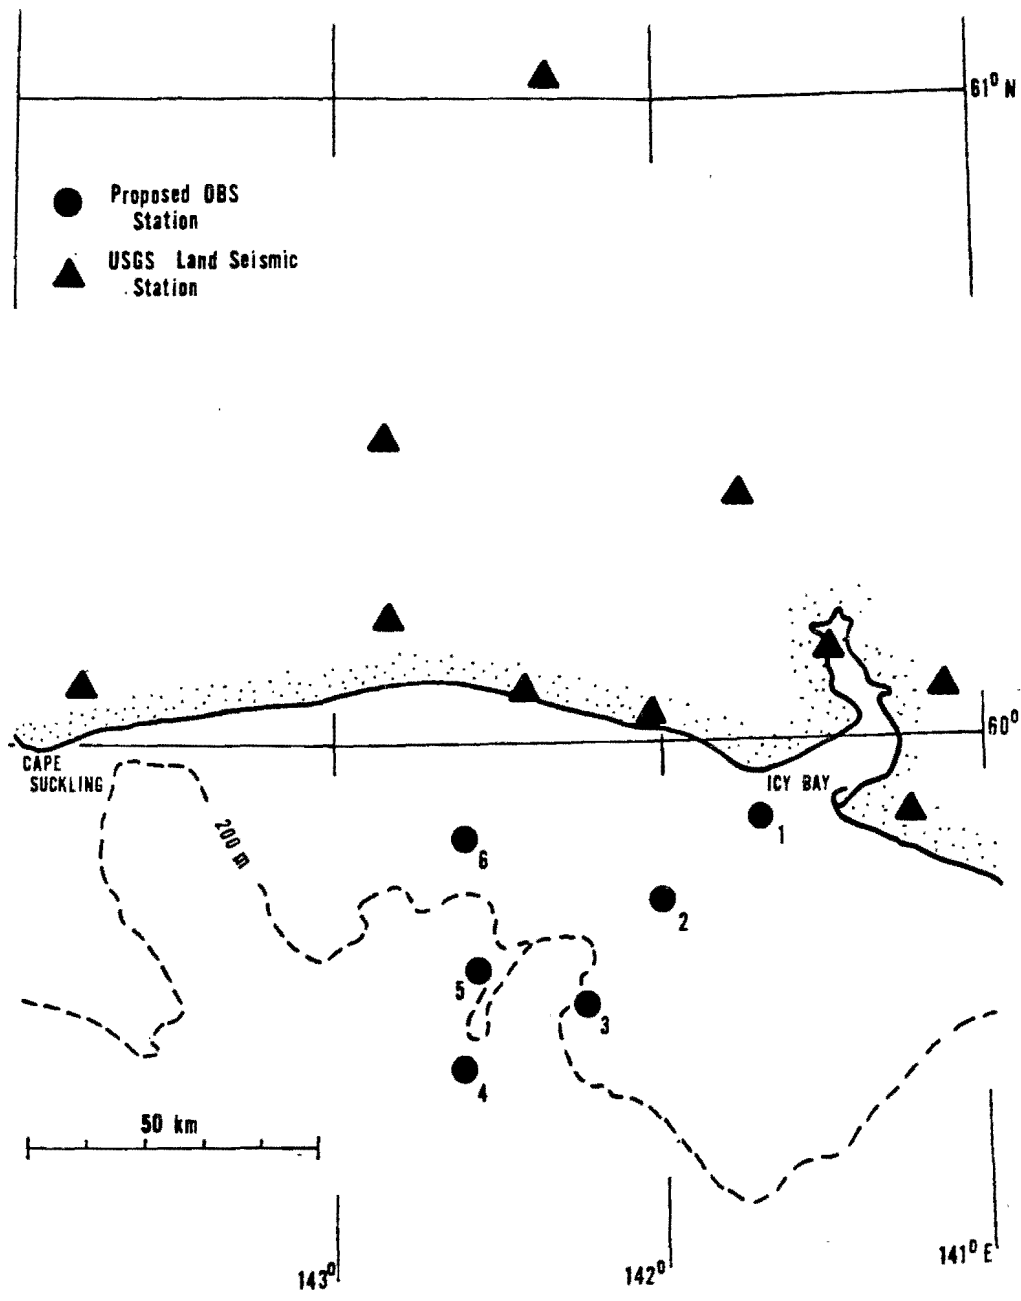 61° N
Proposed OBS
Station
USGS Land Seismic
Station
60°
CAPE
SUCKLING
ICY BAY
200 m
1
6
2
5
3
4
50 km
143°
142°
141° E